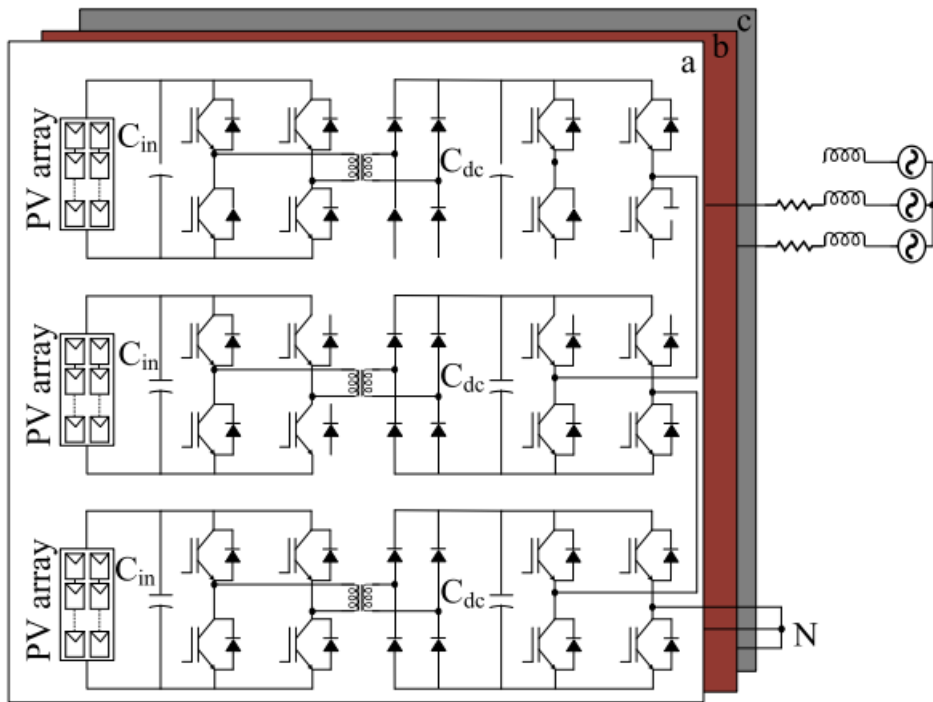 c
b
a
PV array
C_in
C_dc
PV array
C_in
C_dc
PV array
C_in
C_dc
N